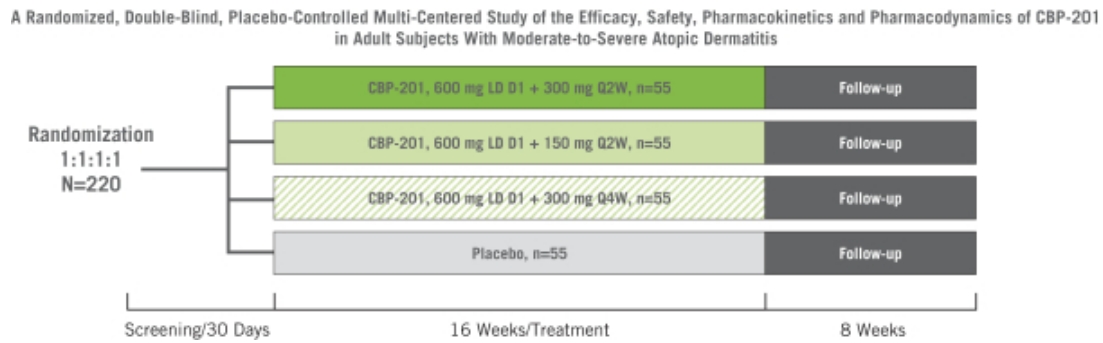 A Randomized, Double-Blind, Placebo-Controlled Multi-Centered Study of the Efficacy, Safety, Pharmacokinetics and Pharmacodynamics of CBP-201
in Adult Subjects With Moderate-to-Severe Atopic Dermatitis
CBP-201, 600 mg LD D1 + 300 mg Q2W, n=55
Follow-up
Randomization
1:1:1:1
N=220
CBP-201, 600 mg LD D1 + 150 mg Q2W, n=55
Follow-up
CBP-201, 600 mg LD D1 + 300 mg Q4W, n=55
Follow-up
Placebo, n=55
Follow-up
Screening/30 Days
16 Weeks/Treatment
8 Weeks